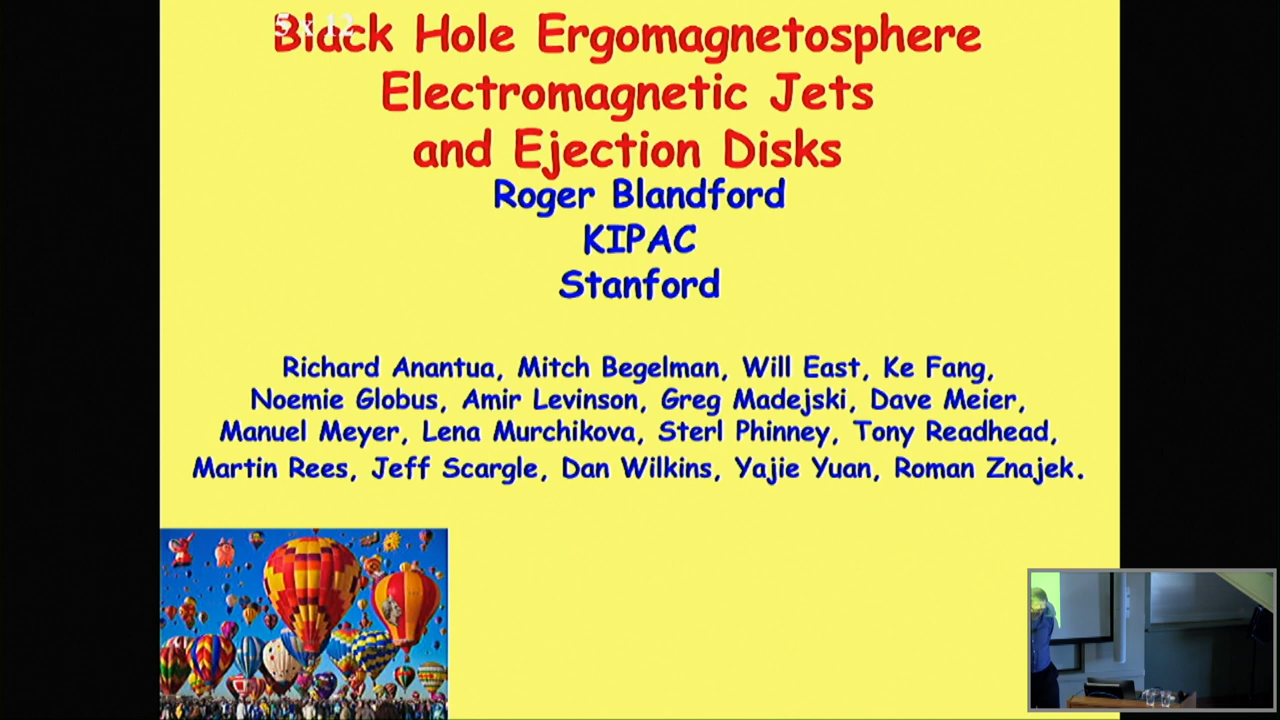 5 x 12
Black Hole Ergomagnetosphere
Electromagnetic Jets
and Ejection Disks
Roger Blandford
KIPAC
Stanford
Richard Anantua, Mitch Begelman, Will East, Ke Fang,
Noemie Globus, Amir Levinson, Greg Madejski, Dave Meier,
Manuel Meyer, Lena Murchikova, Sterl Phinney, Tony Readhead,
Martin Rees, Jeff Scargle, Dan Wilkins, Yajie Yuan, Roman Znajek.